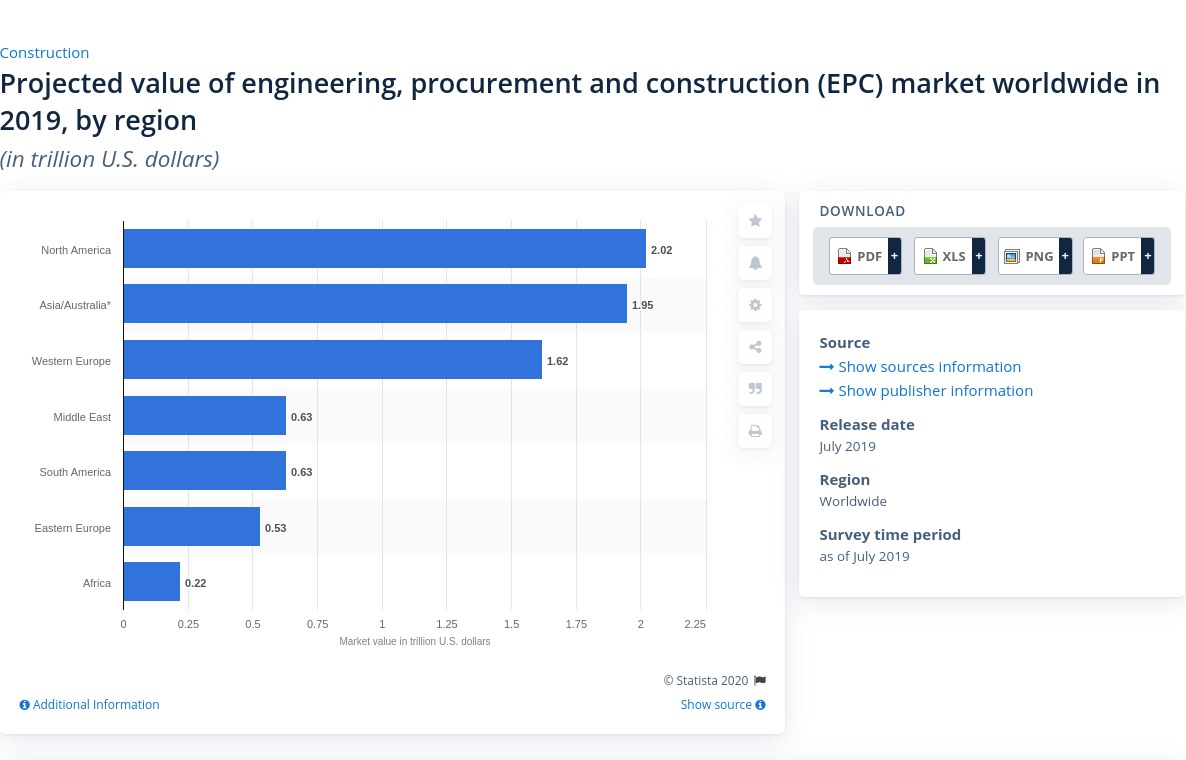 Construction
Projected value of engineering, procurement and construction (EPC) market worldwide in
2019, by region
(in trillion U.S. dollars)
North America
2.02
Asia/Australia*
1.95
Western Europe
1.62
Middle East
0.63
South America
0.63
Eastern Europe
0.53
Africa
0.22
0 0.25 0.5 0.75 1 1.25 1.5 1.75 2 2.25
Market value in trillion U.S. dollars
© Statista 2020
Additional Information
Show source
DOWNLOAD
PDF + XLS + PNG + PPT +
Source
Show sources information
Show publisher information
Release date
July 2019
Region
Worldwide
Survey time period
as of July 2019